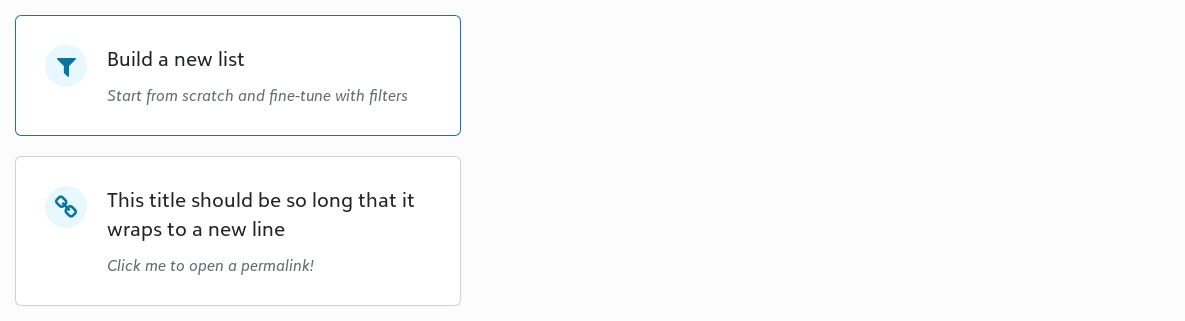 Build a new list
Start from scratch and fine-tune with filters
This title should be so long that it
wraps to a new line
Click me to open a permalink!